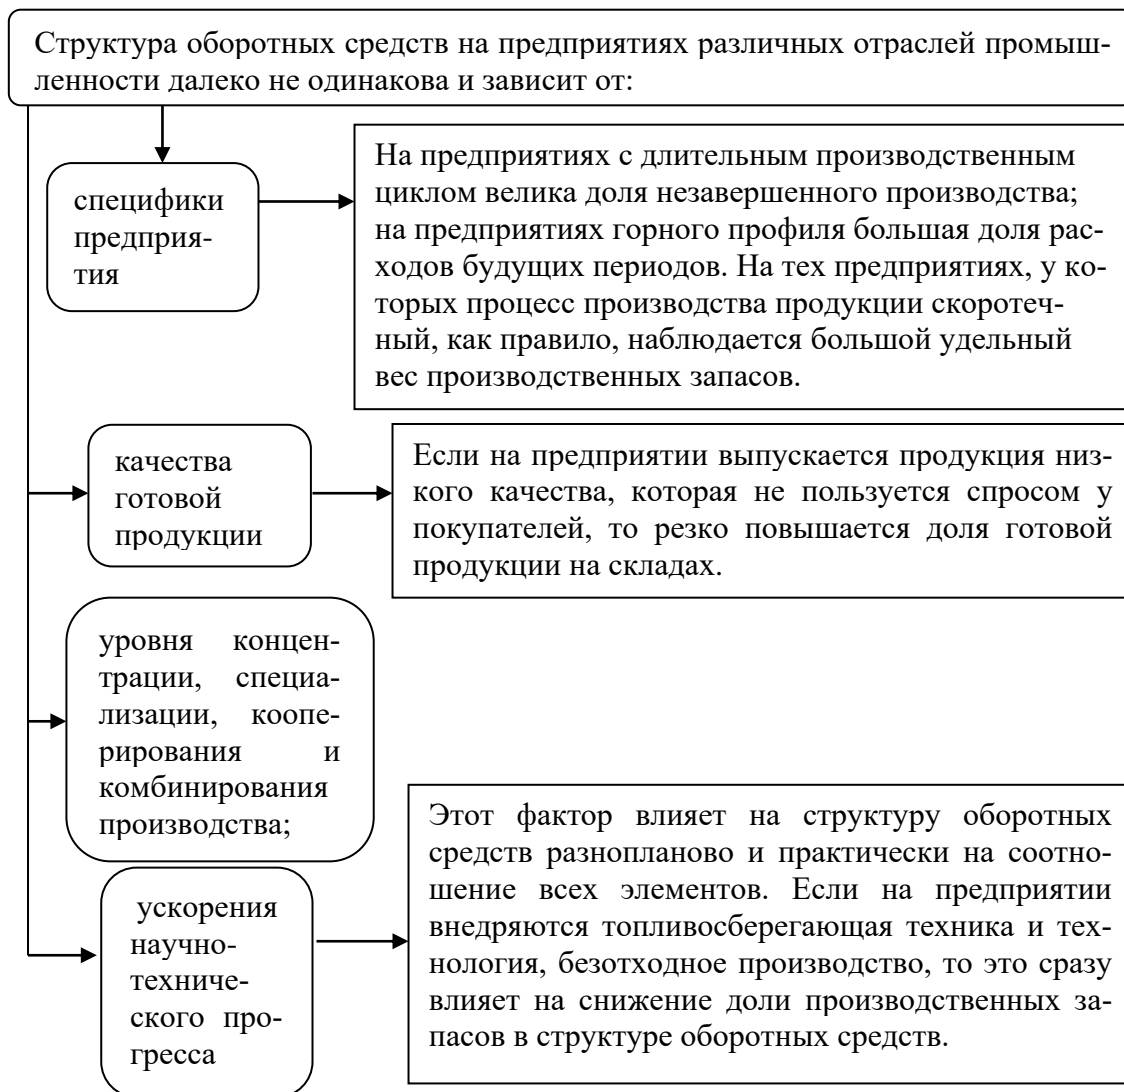 Структура оборотных средств на предприятиях различных отраслей промыш-
ленности далеко не одинакова и зависит от:
специфики
предприя-
тия
На предприятиях с длительным производственным
циклом велика доля незавершенного производства;
на предприятиях горного профиля большая доля рас-
ходов будущих периодов. На тех предприятиях, у ко-
торых процесс производства продукции скоротеч-
ный, как правило, наблюдается большой удельный
вес производственных запасов.
качества
готовой
продукции
Если на предприятии выпускается продукция низ-
кого качества, которая не пользуется спросом у
покупателей, то резко повышается доля готовой
продукции на складах.
уровня концен-
трации, специа-
лизации, коопе-
рирования и
комбинирования
производства;
ускорения
научно-
техниче-
ского про-
гресса
Этот фактор влияет на структуру оборотных
средств разнопланово и практически на соотно-
шение всех элементов. Если на предприятии
внедряются топливосберегающая техника и тех-
нология, безотходное производство, то это сразу
влияет на снижение доли производственных за-
пасов в структуре оборотных средств.